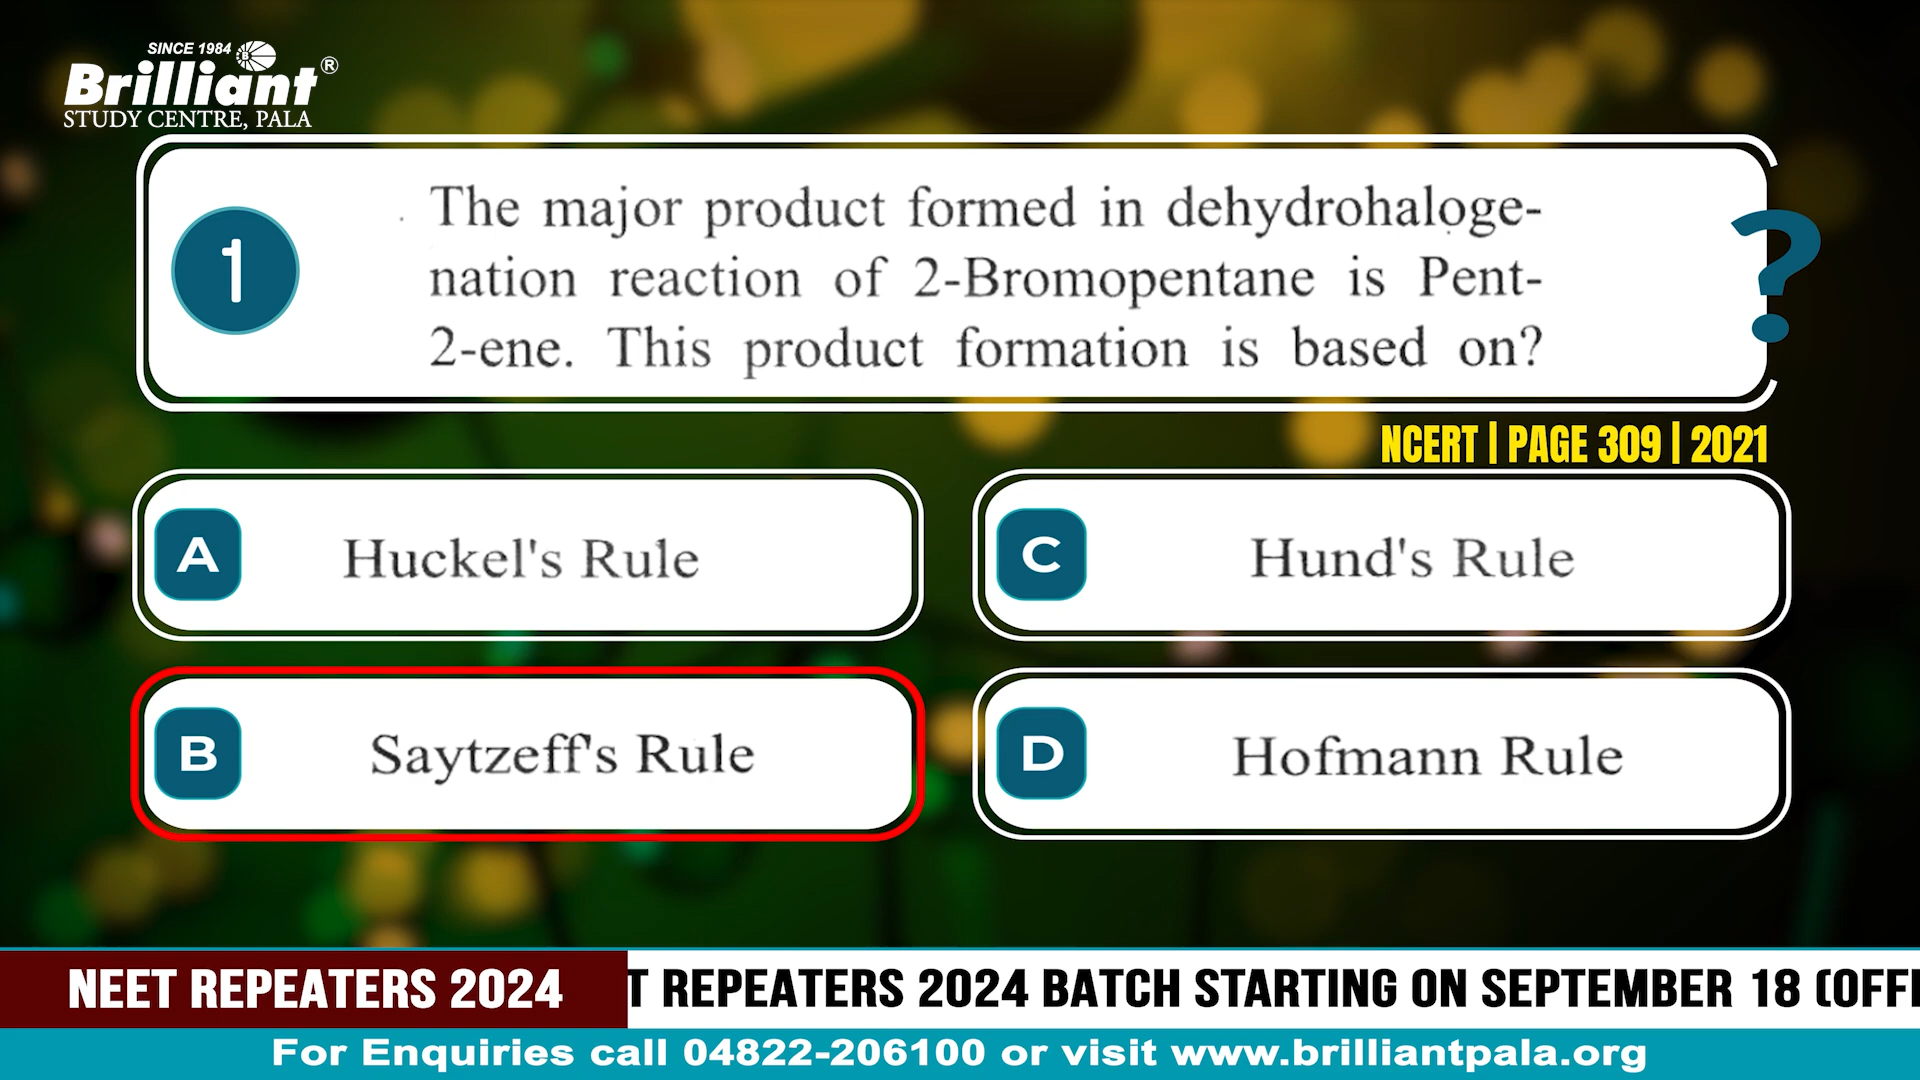 SINCE 1984
Brilliant®
STUDY CENTRE, PALA
1
The major product formed in dehydrohaloge-
nation reaction of 2-Bromopentane is Pent-
2-ene. This product formation is based on?
?
NCERT | PAGE 309 | 2021
A Huckel's Rule
B Saytzeff's Rule
C Hund's Rule
D Hofmann Rule
NEET REPEATERS 2024
T REPEATERS 2024 BATCH STARTING ON SEPTEMBER 18 (OFFI
For Enquiries call 04822-206100 or visit www.brilliantpala.org